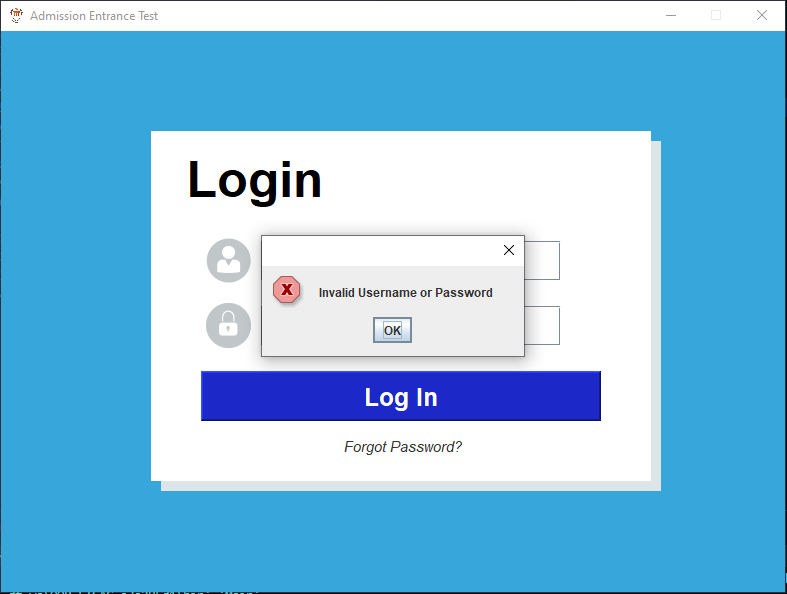 Admission Entrance Test
Login
Invalid Username or Password
OK
Log In
Forgot Password?